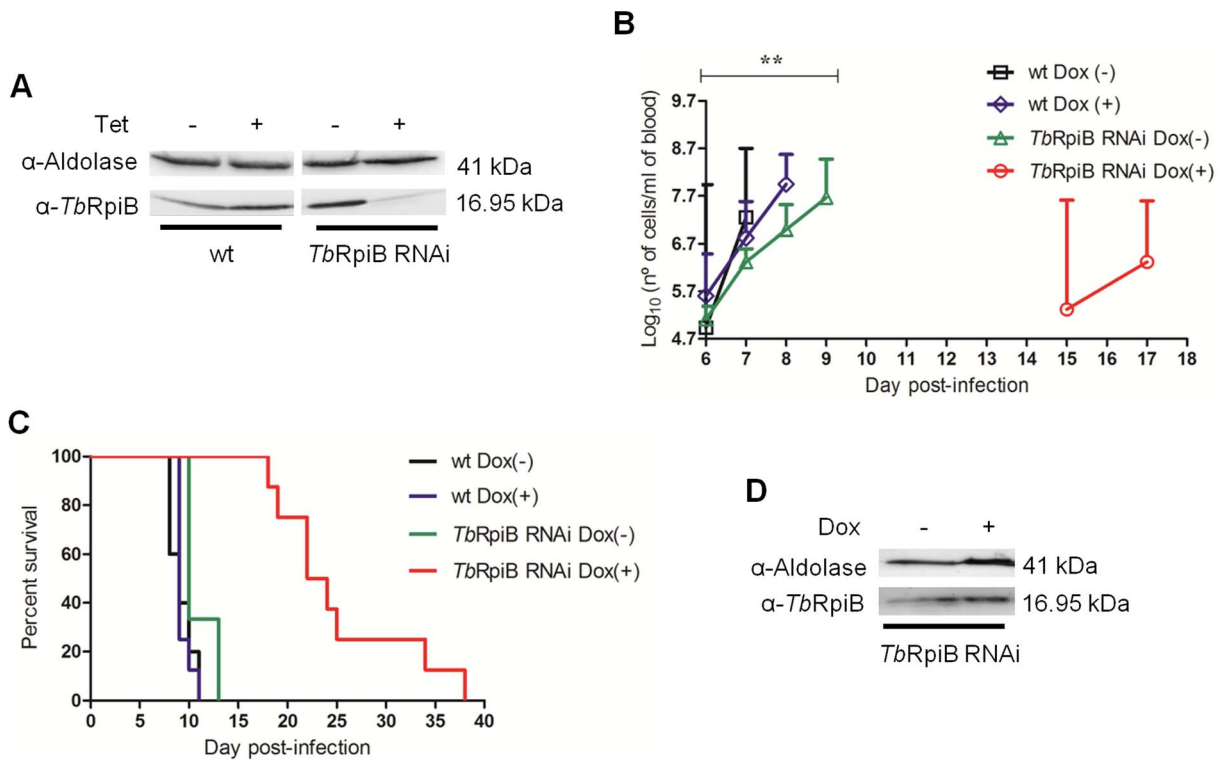 A
Tet - + - +
α-Aldolase 41 kDa
α-TbRpiB 16.95 kDa
wt TbRpiB RNAi
B
**
wt Dox (-)
wt Dox (+)
TbRpiB RNAi Dox(-)
TbRpiB RNAi Dox(+)
Log10 (nº of cells/ml of blood)
9.7
8.7
7.7
6.7
5.7
4.7
6 7 8 9 10 11 12 13 14 15 16 17 18
Day post-infection
C
wt Dox(-)
wt Dox(+)
TbRpiB RNAi Dox(-)
TbRpiB RNAi Dox(+)
Percent survival
100
80
60
40
20
0
0 5 10 15 20 25 30 35 40
Day post-infection
D
Dox - +
α-Aldolase 41 kDa
α-TbRpiB 16.95 kDa
TbRpiB RNAi